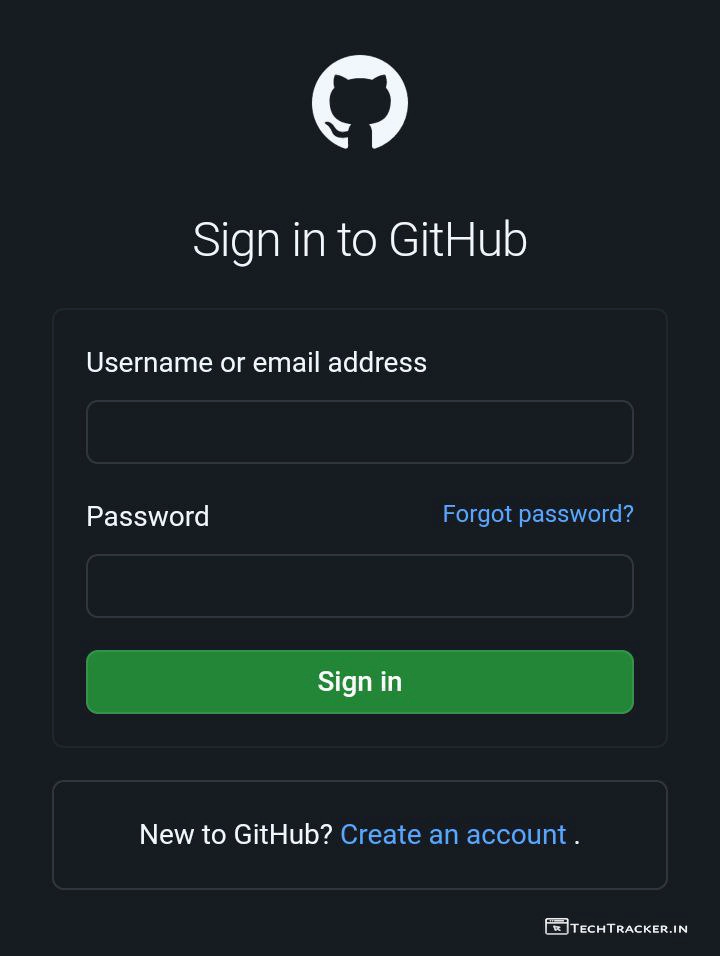 Sign in to GitHub
Username or email address
Password Forgot password?
Sign in
New to GitHub? Create an account .
TECHTRACKER.IN